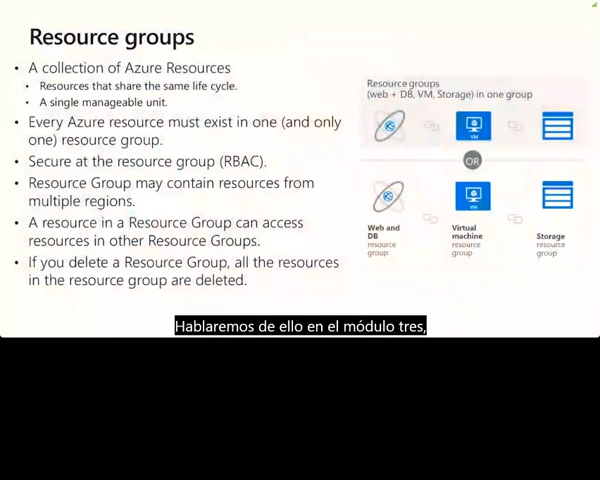 Resource groups
• A collection of Azure Resources
• Resources that share the same life cycle.
• A single manageable unit.
• Every Azure resource must exist in one (and only
one) resource group.
• Secure at the resource group (RBAC).
• Resource Group may contain resources from
multiple regions.
• A resource in a Resource Group can access
resources in other Resource Groups.
• If you delete a Resource Group, all the resources
in the resource group are deleted.
Resource groups
(web + DB, VM, Storage) in one group
VM
OR
VM
Web and
DB
resource
group
Virtual
machine
resource
group
Storage
resource
group
Hablaremos de ello en el módulo tres,